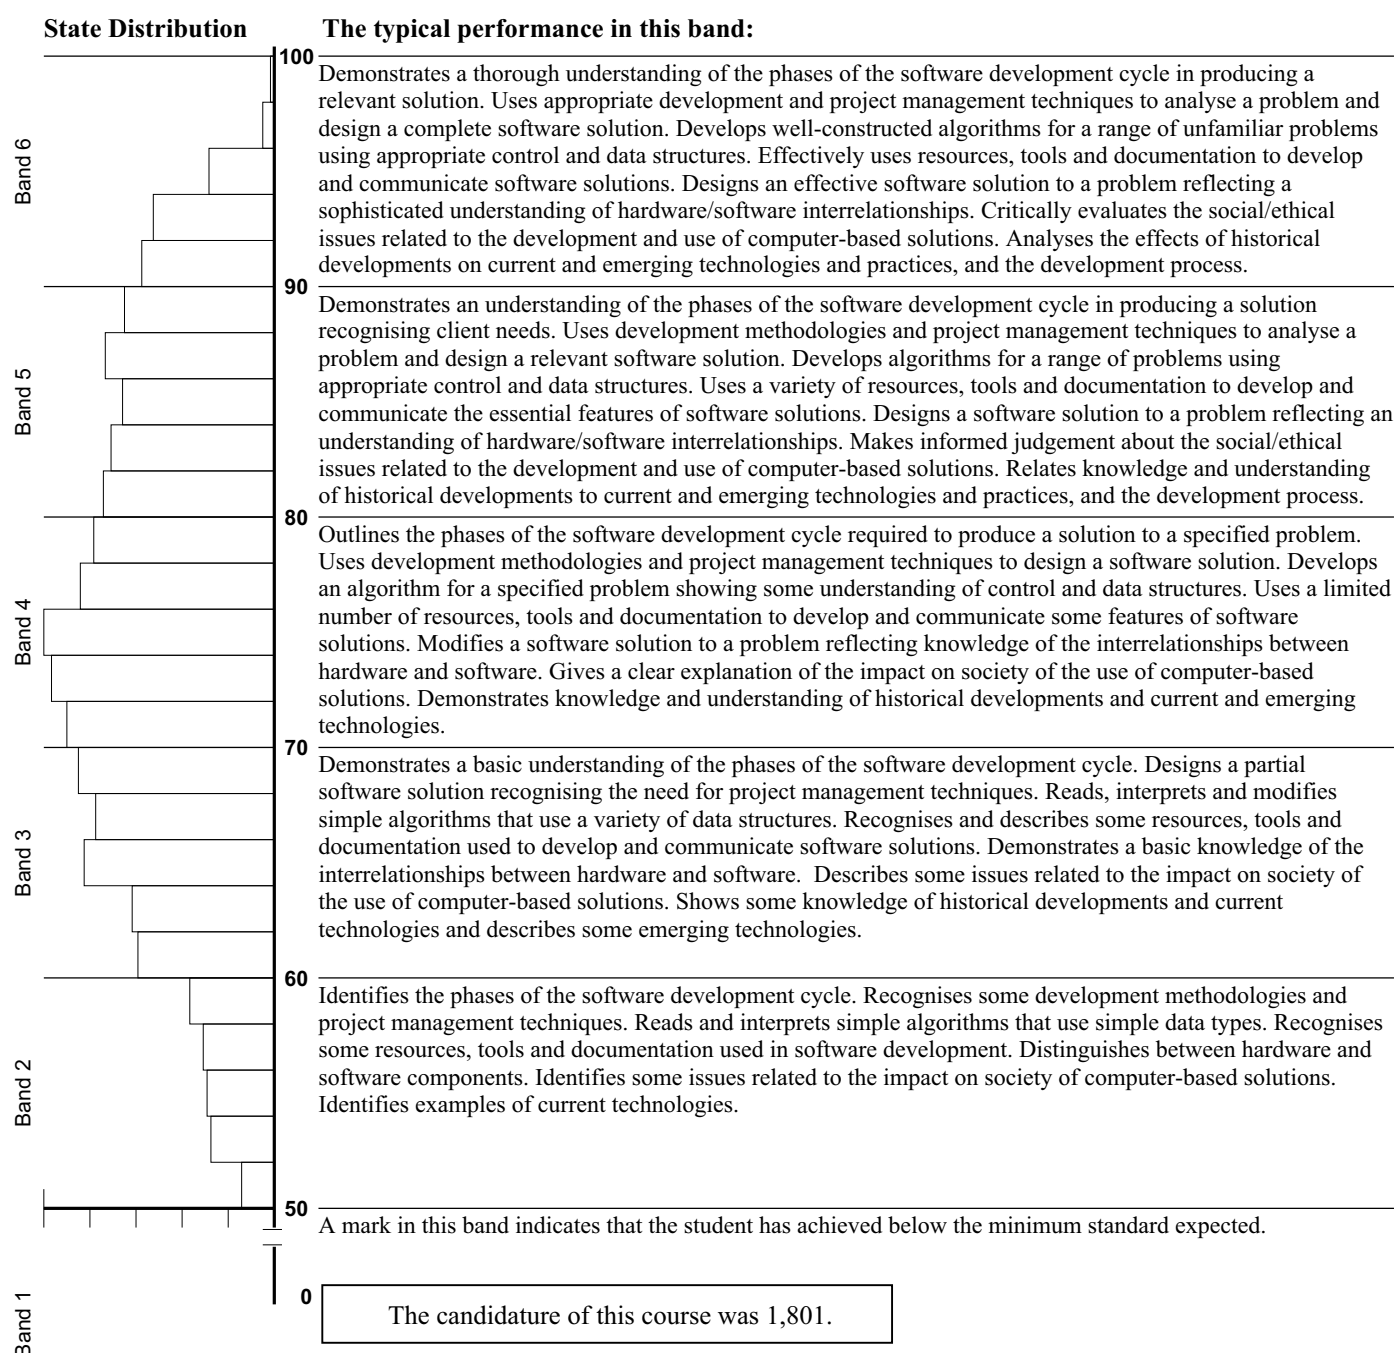 State Distribution
The typical performance in this band:
100
Band 6
Demonstrates a thorough understanding of the phases of the software development cycle in producing a
relevant solution. Uses appropriate development and project management techniques to analyse a problem and
design a complete software solution. Develops well-constructed algorithms for a range of unfamiliar problems
using appropriate control and data structures. Effectively uses resources, tools and documentation to develop
and communicate software solutions. Designs an effective software solution to a problem reflecting a
sophisticated understanding of hardware/software interrelationships. Critically evaluates the social/ethical
issues related to the development and use of computer-based solutions. Analyses the effects of historical
developments on current and emerging technologies and practices, and the development process.
90
Band 5
Demonstrates an understanding of the phases of the software development cycle in producing a solution
recognising client needs. Uses development methodologies and project management techniques to analyse a
problem and design a relevant software solution. Develops algorithms for a range of problems using
appropriate control and data structures. Uses a variety of resources, tools and documentation to develop and
communicate the essential features of software solutions. Designs a software solution to a problem reflecting an
understanding of hardware/software interrelationships. Makes informed judgement about the social/ethical
issues related to the development and use of computer-based solutions. Relates knowledge and understanding
of historical developments to current and emerging technologies and practices, and the development process.
80
Band 4
Outlines the phases of the software development cycle required to produce a solution to a specified problem.
Uses development methodologies and project management techniques to design a software solution. Develops
an algorithm for a specified problem showing some understanding of control and data structures. Uses a limited
number of resources, tools and documentation to develop and communicate some features of software
solutions. Modifies a software solution to a problem reflecting knowledge of the interrelationships between
hardware and software. Gives a clear explanation of the impact on society of the use of computer-based
solutions. Demonstrates knowledge and understanding of historical developments and current and emerging
technologies.
70
Band 3
Demonstrates a basic understanding of the phases of the software development cycle. Designs a partial
software solution recognising the need for project management techniques. Reads, interprets and modifies
simple algorithms that use a variety of data structures. Recognises and describes some resources, tools and
documentation used to develop and communicate software solutions. Demonstrates a basic knowledge of the
interrelationships between hardware and software.  Describes some issues related to the impact on society of
the use of computer-based solutions. Shows some knowledge of historical developments and current
technologies and describes some emerging technologies.
60
Band 2
Identifies the phases of the software development cycle. Recognises some development methodologies and
project management techniques. Reads and interprets simple algorithms that use simple data types. Recognises
some resources, tools and documentation used in software development. Distinguishes between hardware and
software components. Identifies some issues related to the impact on society of computer-based solutions.
Identifies examples of current technologies.
50
A mark in this band indicates that the student has achieved below the minimum standard expected.
0
Band 1
The candidature of this course was 1,801.